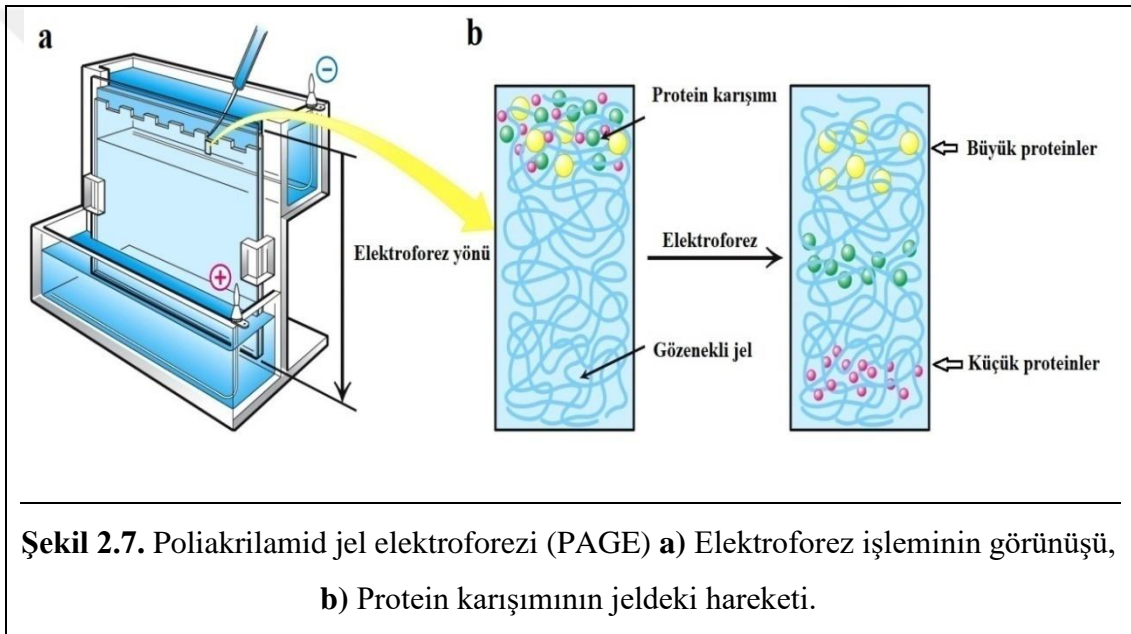 a
b
−
Protein karışımı
Büyük proteinler
Elektroforez yönü
Elektroforez
+
Gözenekli jel
Küçük proteinler
Şekil 2.7. Poliakrilamid jel elektroforezi (PAGE) a) Elektroforez işleminin görünüşü,
b) Protein karışımının jeldeki hareketi.